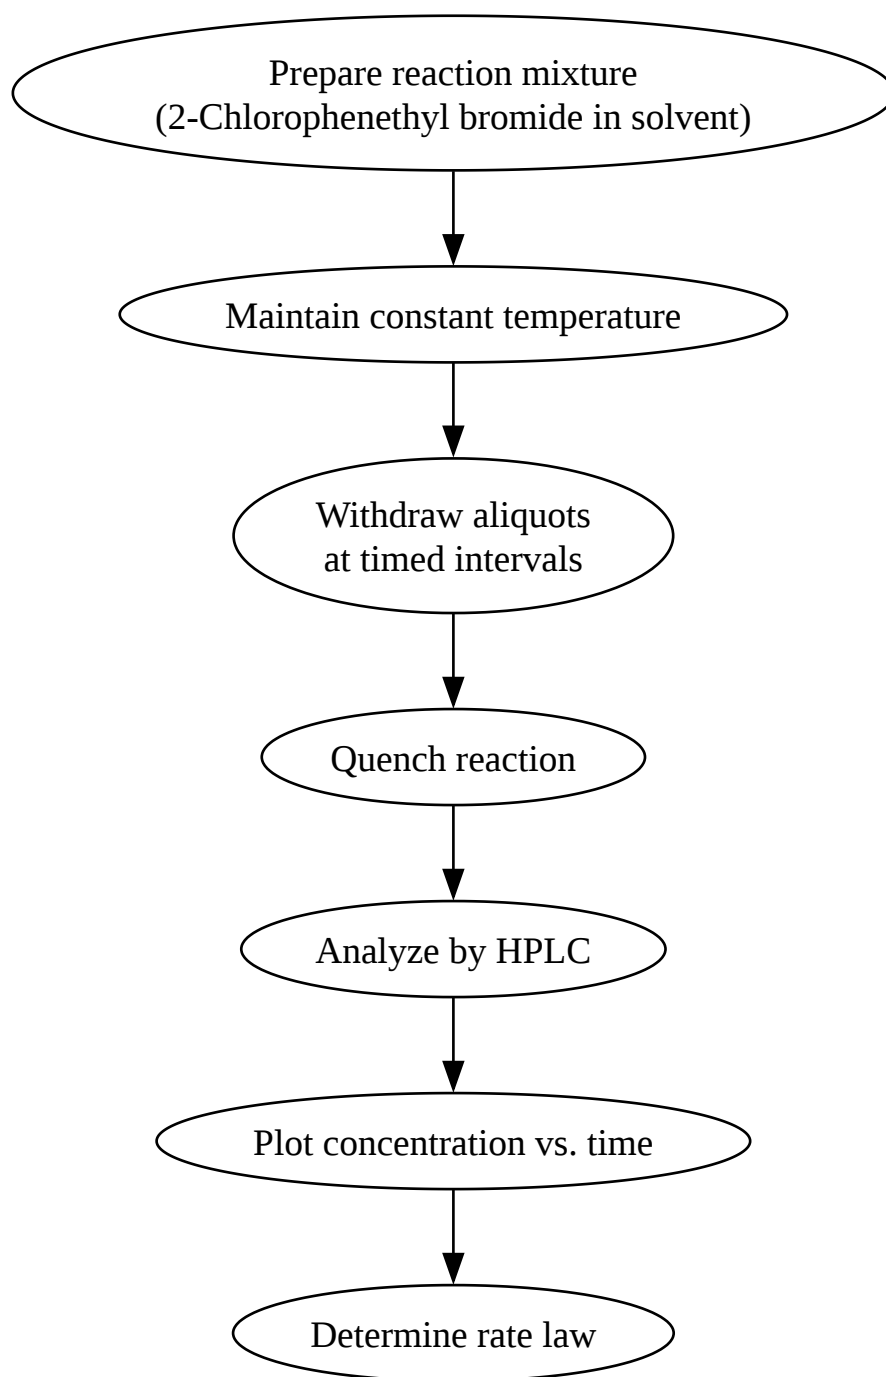 Prepare reaction mixture
(2-Chlorophenethyl bromide in solvent)
Maintain constant temperature
Withdraw aliquots
at timed intervals
Quench reaction
Analyze by HPLC
Plot concentration vs. time
Determine rate law